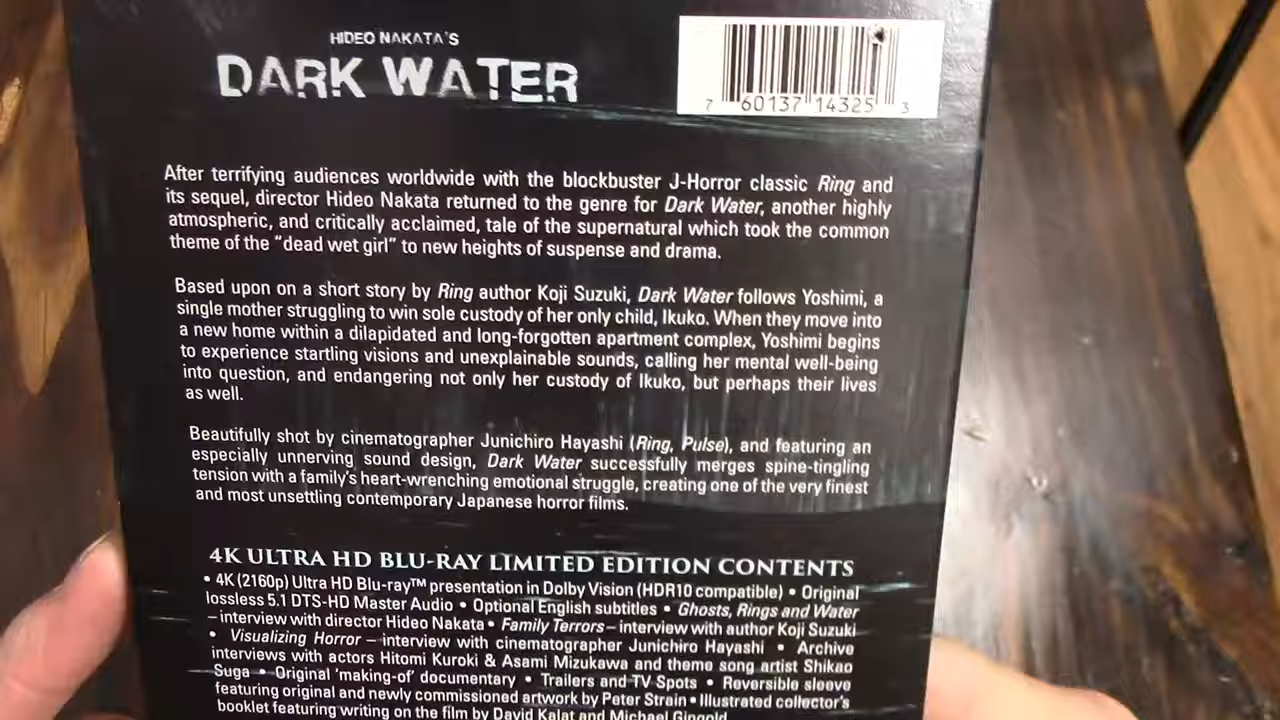 HIDEO NAKATA'S
DARK WATER
7 60137 14325 3
After terrifying audiences worldwide with the blockbuster J-Horror classic Ring and
its sequel, director Hideo Nakata returned to the genre for Dark Water, another highly
atmospheric, and critically acclaimed, tale of the supernatural which took the common
theme of the "dead wet girl" to new heights of suspense and drama.
Based upon on a short story by Ring author Koji Suzuki, Dark Water follows Yoshimi, a
single mother struggling to win sole custody of her only child, Ikuko. When they move into
a new home within a dilapidated and long-forgotten apartment complex, Yoshimi begins
to experience startling visions and unexplainable sounds, calling her mental well-being
into question, and endangering not only her custody of Ikuko, but perhaps their lives
as well.
Beautifully shot by cinematographer Junichiro Hayashi (Ring, Pulse), and featuring an
especially unnerving sound design, Dark Water successfully merges spine-tingling
tension with a family's heart-wrenching emotional struggle, creating one of the very finest
and most unsettling contemporary Japanese horror films.
4K ULTRA HD BLU-RAY LIMITED EDITION CONTENTS
• 4K (2160p) Ultra HD Blu-ray™ presentation in Dolby Vision (HDR10 compatible) • Original
lossless 5.1 DTS-HD Master Audio • Optional English subtitles • Ghosts, Rings and Water
– interview with director Hideo Nakata • Family Terrors – interview with author Koji Suzuki
• Visualizing Horror – interview with cinematographer Junichiro Hayashi • Archive
interviews with actors Hitomi Kuroki & Asami Mizukawa and theme song artist Shikao
Suga • Original 'making-of' documentary • Trailers and TV Spots • Reversible sleeve
featuring original and newly commissioned artwork by Peter Strain • Illustrated collector's
booklet featuring writing on the film by David Kalat and Michael Gingold